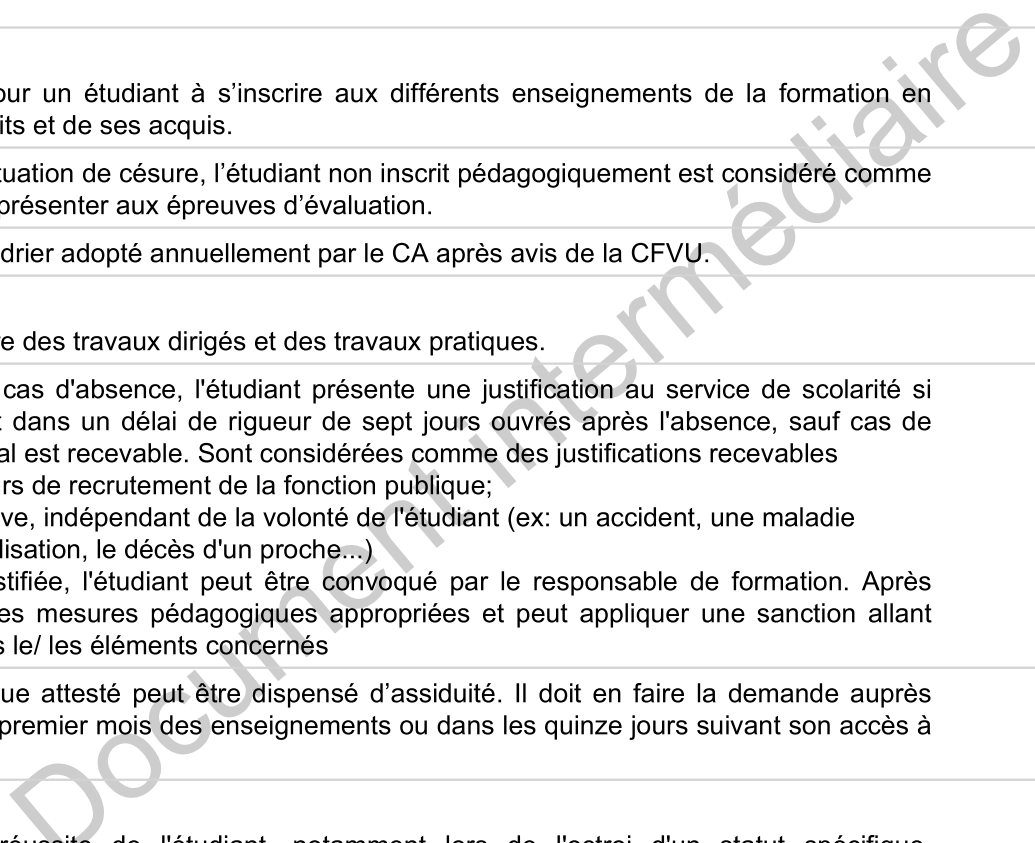 our un étudiant à s’inscrire aux différents enseignements de la formation en
its et de ses acquis.
tuation de césure, l’étudiant non inscrit pédagogiquement est considéré comme
présenter aux épreuves d’évaluation.
drier adopté annuellement par le CA après avis de la CFVU.
e des travaux dirigés et des travaux pratiques.
cas d'absence, l'étudiant présente une justification au service de scolarité si
t dans un délai de rigueur de sept jours ouvrés après l'absence, sauf cas de
al est recevable. Sont considérées comme des justifications recevables
rs de recrutement de la fonction publique;
ve, indépendant de la volonté de l'étudiant (ex: un accident, une maladie
lisation, le décès d'un proche...)
stifiée, l'étudiant peut être convoqué par le responsable de formation. Après
es mesures pédagogiques appropriées et peut appliquer une sanction allant
s le/ les éléments concernés
ue attesté peut être dispensé d’assiduité. Il doit en faire la demande auprès
premier mois des enseignements ou dans les quinze jours suivant son accès à
réussite de l'étudiant, notamment lors de l'octroi d'un statut spécifique,
Document intermédiaire